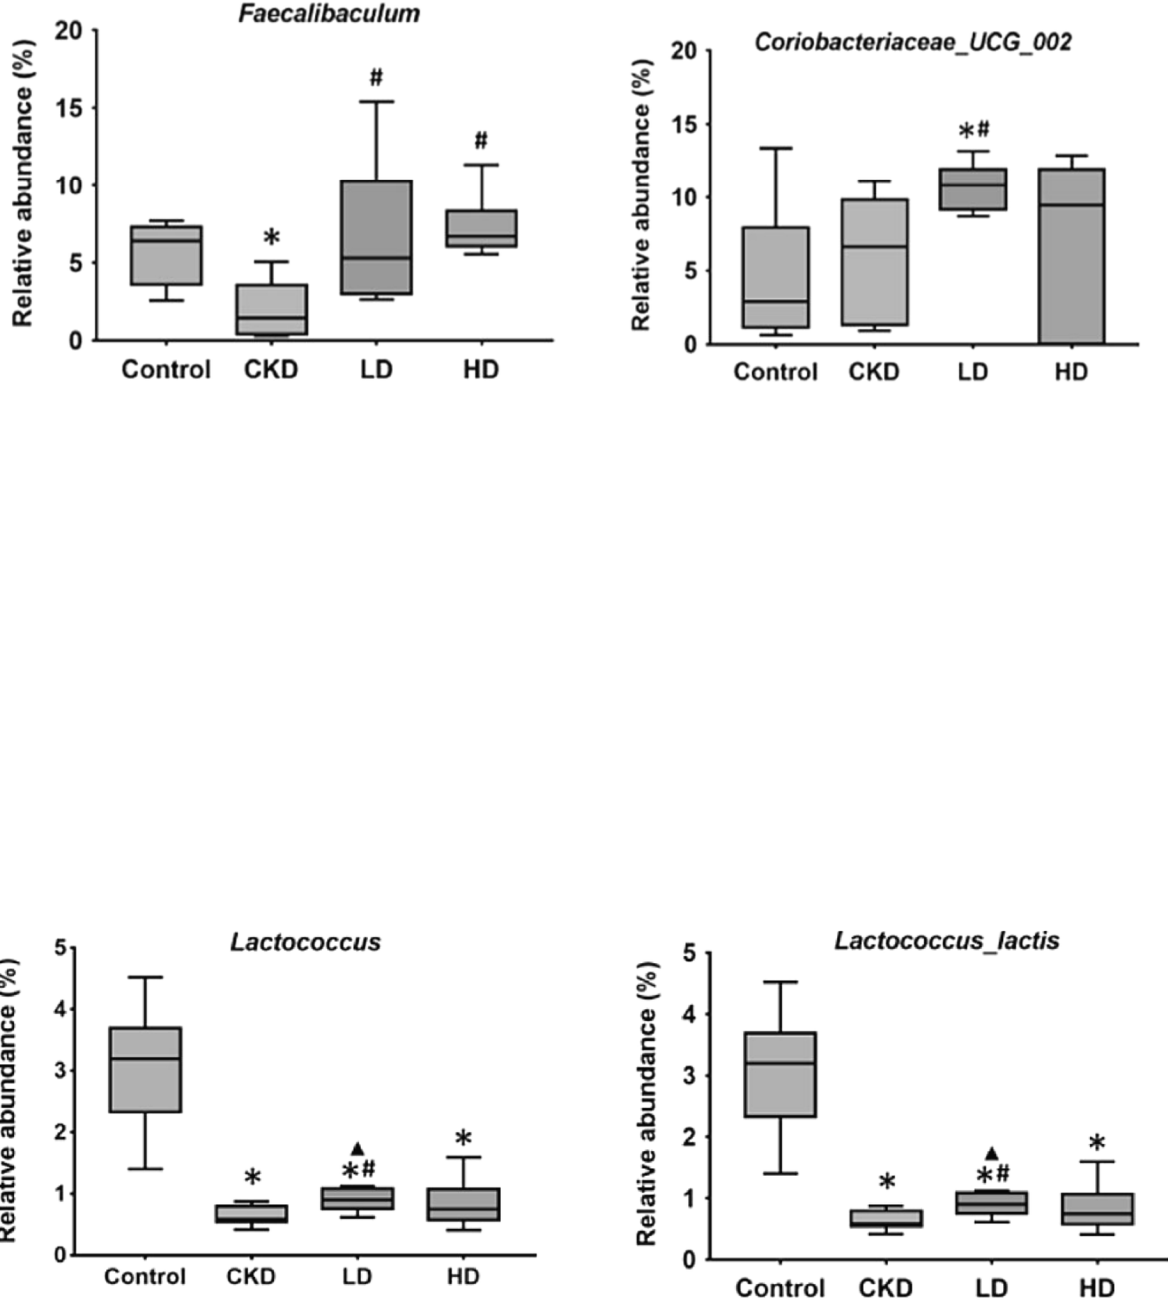 Faecalibaculum
Relative abundance (%)
20
15
10
5
0
#
#
*
Control CKD LD HD
Coriobacteriaceae_UCG_002
Relative abundance (%)
20
15
10
5
0
*#
Control CKD LD HD
Lactococcus
Relative abundance (%)
5
4
3
2
1
0
▲
* *# *
Control CKD LD HD
Lactococcus_lactis
Relative abundance (%)
5
4
3
2
1
0
▲
* *# *
Control CKD LD HD